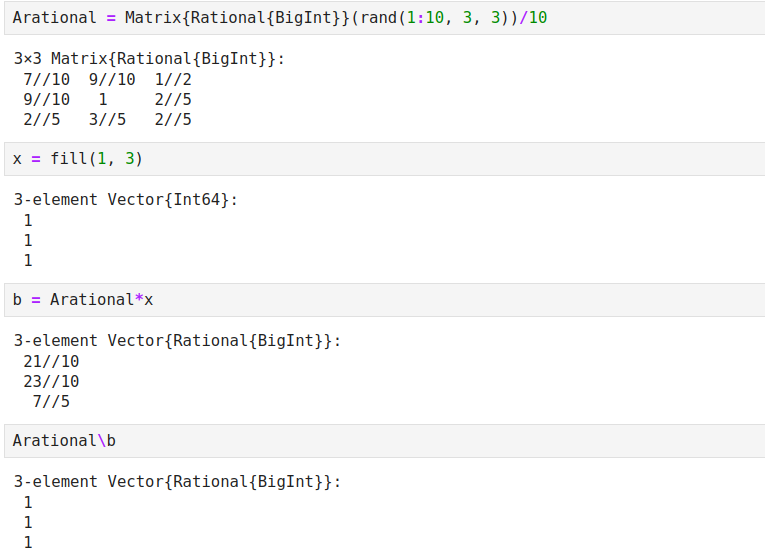 Arational = Matrix{Rational{BigInt}}(rand(1:10, 3, 3))/10
3×3 Matrix{Rational{BigInt}}:
 7//10  9//10  1//2
 9//10   1     2//5
 2//5   3//5   2//5
x = fill(1, 3)
3-element Vector{Int64}:
 1
 1
 1
b = Arational*x
3-element Vector{Rational{BigInt}}:
 21//10
 23//10
  7//5
Arational\b
3-element Vector{Rational{BigInt}}:
 1
 1
 1